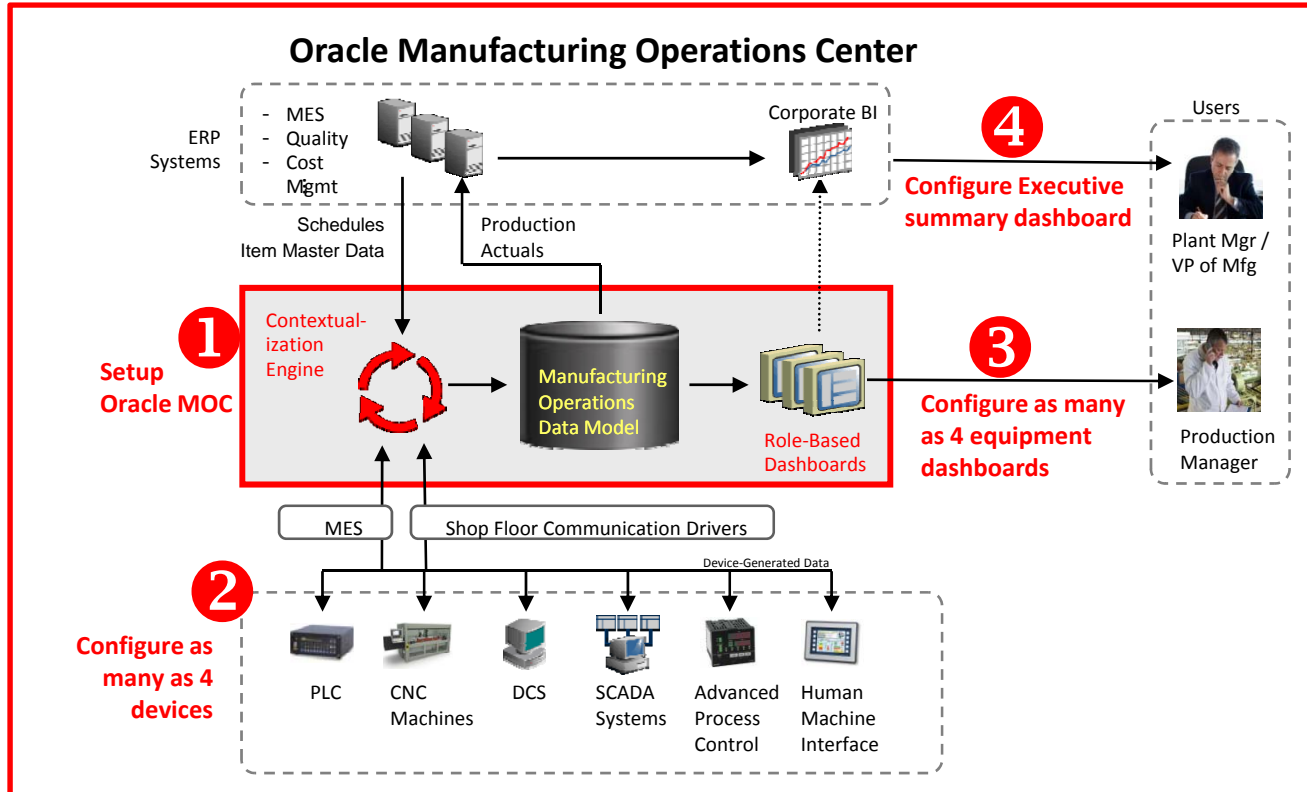 Oracle Manufacturing Operations Center
ERP
Systems
- MES
- Quality
- Cost
Mgmt
Corporate BI
4
Configure Executive
summary dashboard
Users
Plant Mgr /
VP of Mfg
Schedules
Item Master Data
Production
Actuals
1
Setup
Oracle MOC
Contextual-
ization
Engine
Manufacturing
Operations
Data Model
Role-Based
Dashboards
3
Configure as many
as 4 equipment
dashboards
Production
Manager
MES
Shop Floor Communication Drivers
Device-Generated Data
2
Configure as
many as 4
devices
PLC
CNC
Machines
DCS
SCADA
Systems
Advanced
Process
Control
Human
Machine
Interface